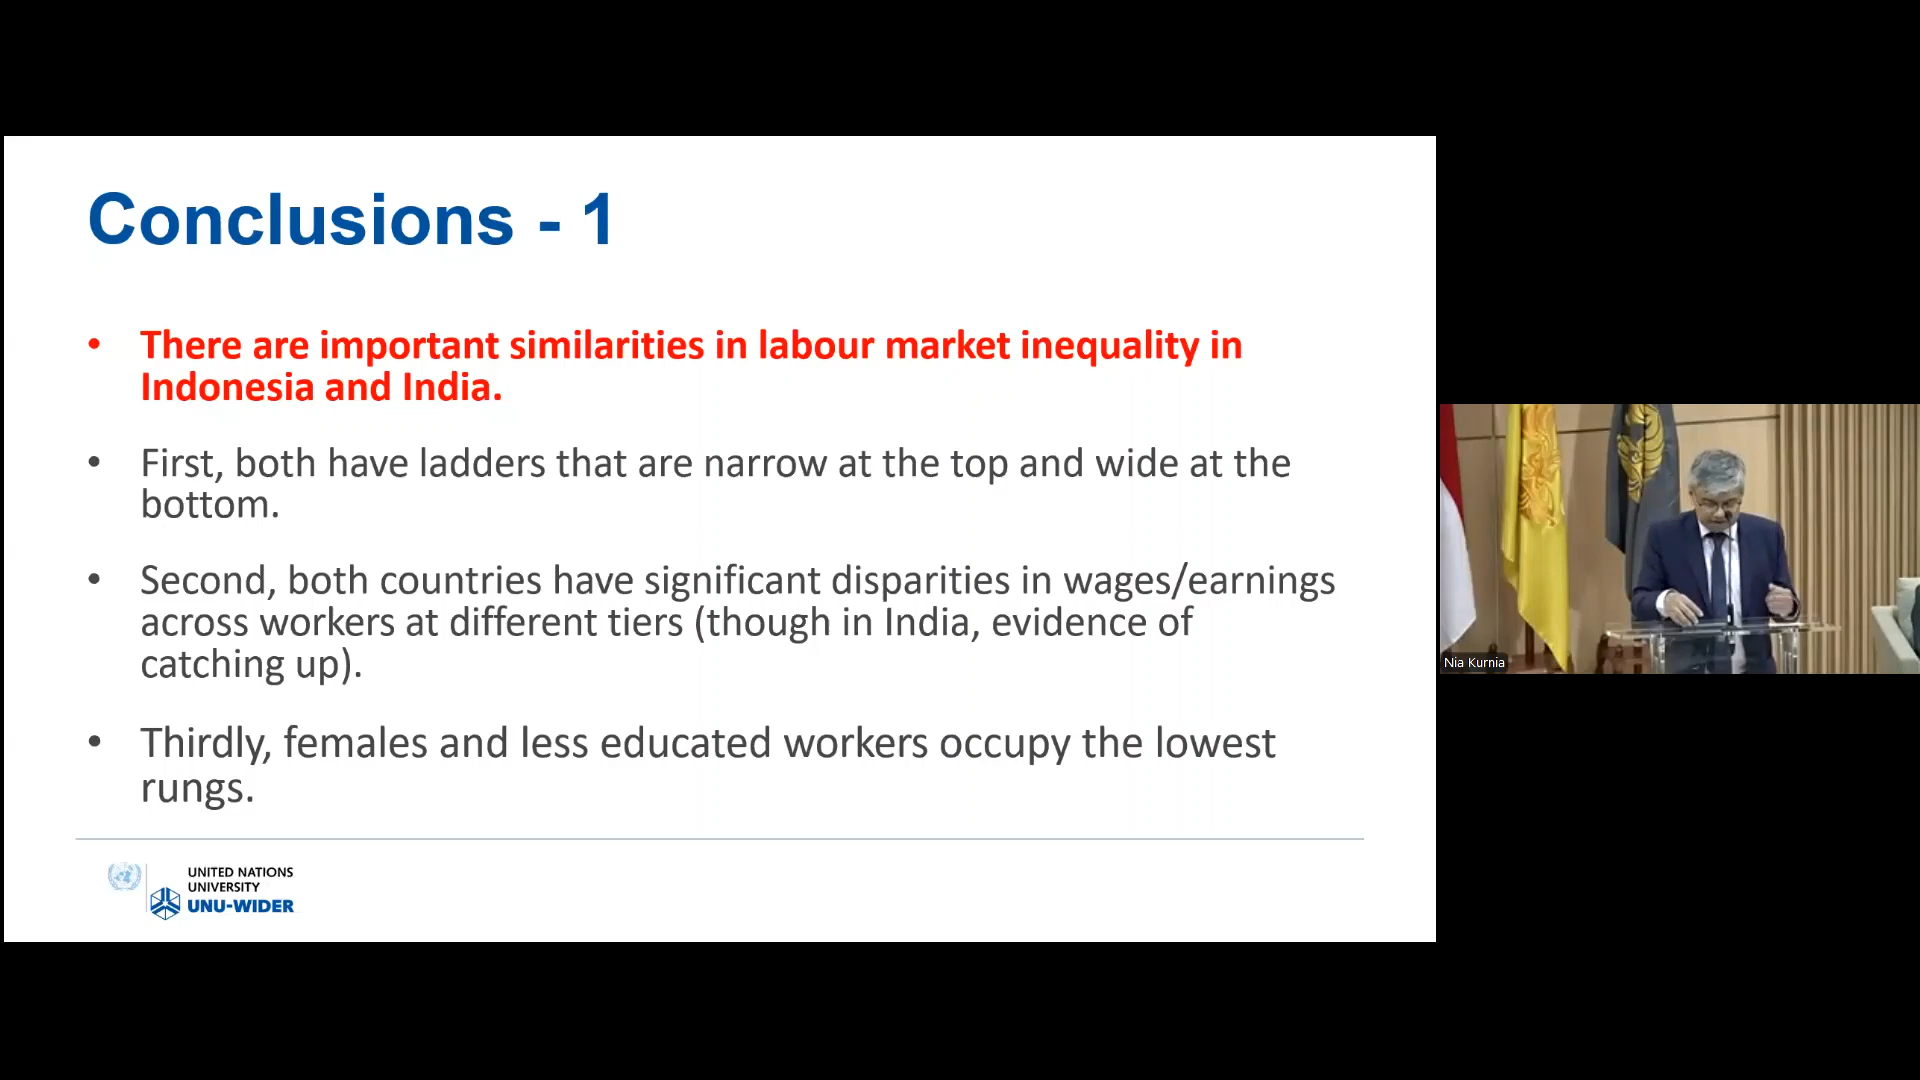 Conclusions - 1
• There are important similarities in labour market inequality in
Indonesia and India.
• First, both have ladders that are narrow at the top and wide at the
bottom.
• Second, both countries have significant disparities in wages/earnings
across workers at different tiers (though in India, evidence of
catching up).
• Thirdly, females and less educated workers occupy the lowest
rungs.
UNITED NATIONS
UNIVERSITY
UNU-WIDER
Nia Kurnia